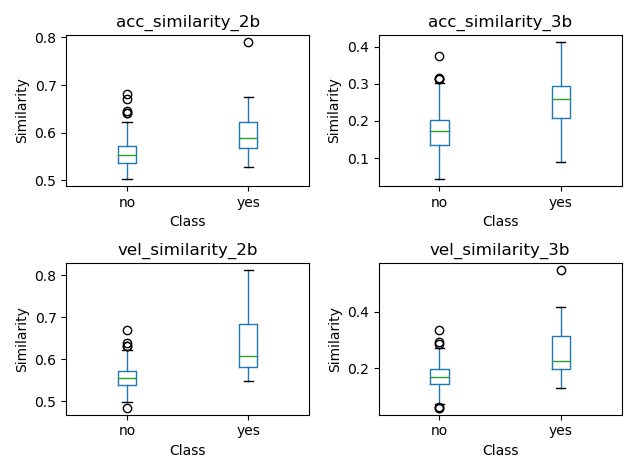 acc_similarity_2b
0.8
0.7
0.6
0.5
Similarity
no
yes
Class
acc_similarity_3b
0.4
0.3
0.2
0.1
Similarity
no
yes
Class
vel_similarity_2b
0.8
0.7
0.6
0.5
Similarity
no
yes
Class
vel_similarity_3b
0.4
0.2
Similarity
no
yes
Class